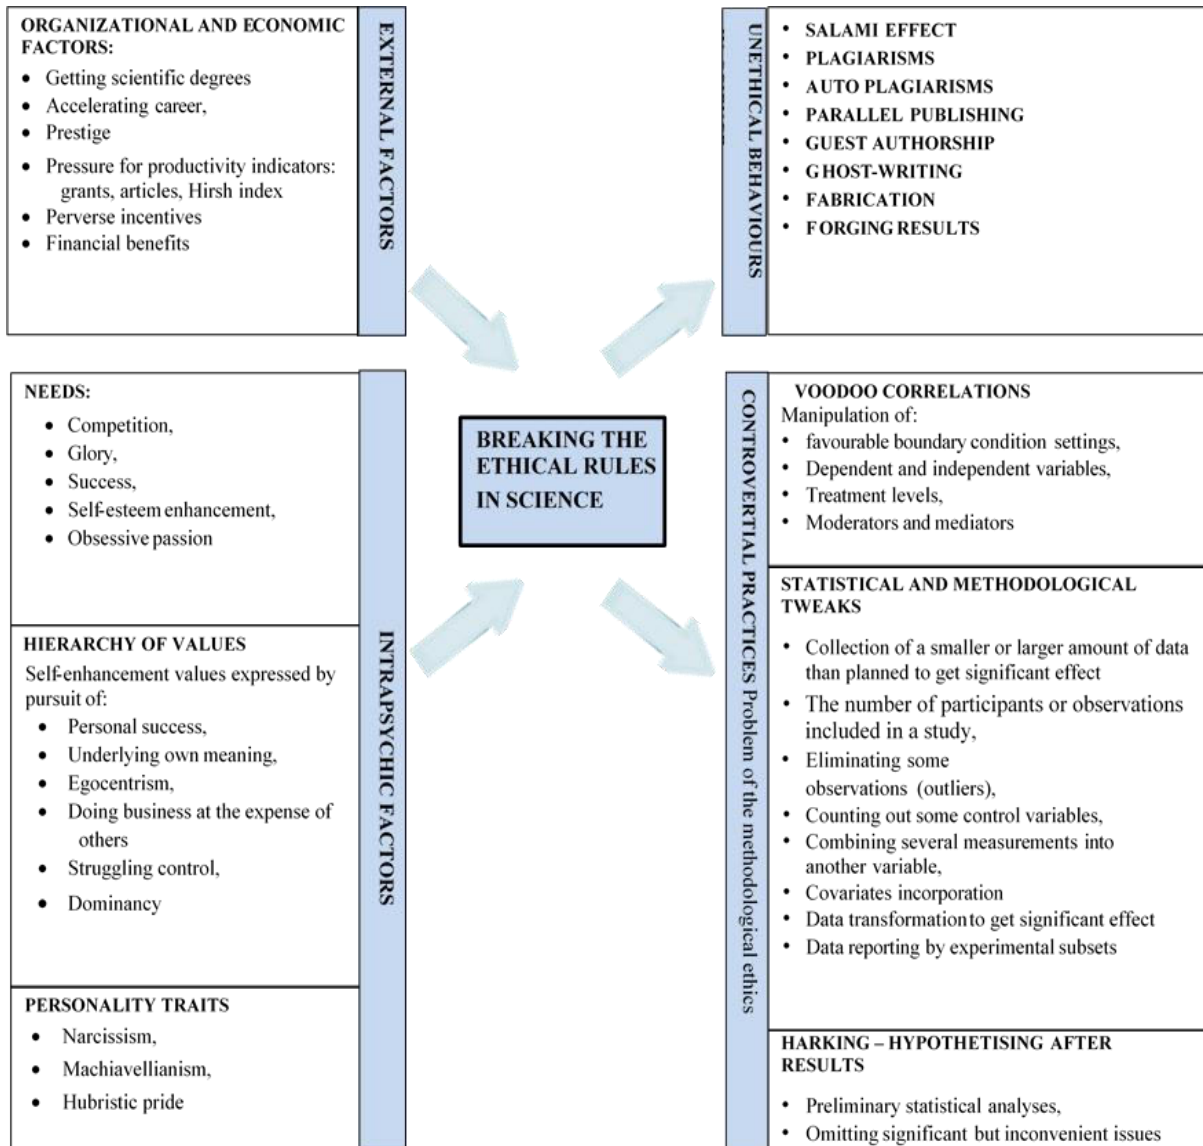 ORGANIZATIONAL AND ECONOMIC
FACTORS:
• Getting scientific degrees
• Accelerating career,
• Prestige
• Pressure for productivity indicators:
grants, articles, Hirsh index
• Perverse incentives
• Financial benefits
EXTERNAL FACTORS
NEEDS:
• Competition,
• Glory,
• Success,
• Self-esteem enhancement,
• Obsessive passion
HIERARCHY OF VALUES
Self-enhancement values expressed by
pursuit of:
• Personal success,
• Underlying own meaning,
• Egocentrism,
• Doing business at the expense of
others
• Struggling control,
• Dominancy
PERSONALITY TRAITS
• Narcissism,
• Machiavellianism,
• Hubristic pride
INTRAPSYCHIC FACTORS
BREAKING THE
ETHICAL RULES
IN SCIENCE
UNETHICAL BEHAVIOURS
• SALAMI EFFECT
• PLAGIARISMS
• AUTO PLAGIARISMS
• PARALLEL PUBLISHING
• GUEST AUTHORSHIP
• GHOST-WRITING
• FABRICATION
• FORGING RESULTS
CONTROVERTIAL PRACTICES Problem of the methodological ethics
VOODOO CORRELATIONS
Manipulation of:
• favourable boundary condition settings,
• Dependent and independent variables,
• Treatment levels,
• Moderators and mediators
STATISTICAL AND METHODOLOGICAL
TWEAKS
• Collection of a smaller or larger amount of data
than planned to get significant effect
• The number of participants or observations
included in a study,
• Eliminating some
observations (outliers),
• Counting out some control variables,
• Combining several measurements into
another variable,
• Covariates incorporation
• Data transformation to get significant effect
• Data reporting by experimental subsets
HARKING – HYPOTHETISING AFTER
RESULTS
• Preliminary statistical analyses,
• Omitting significant but inconvenient issues